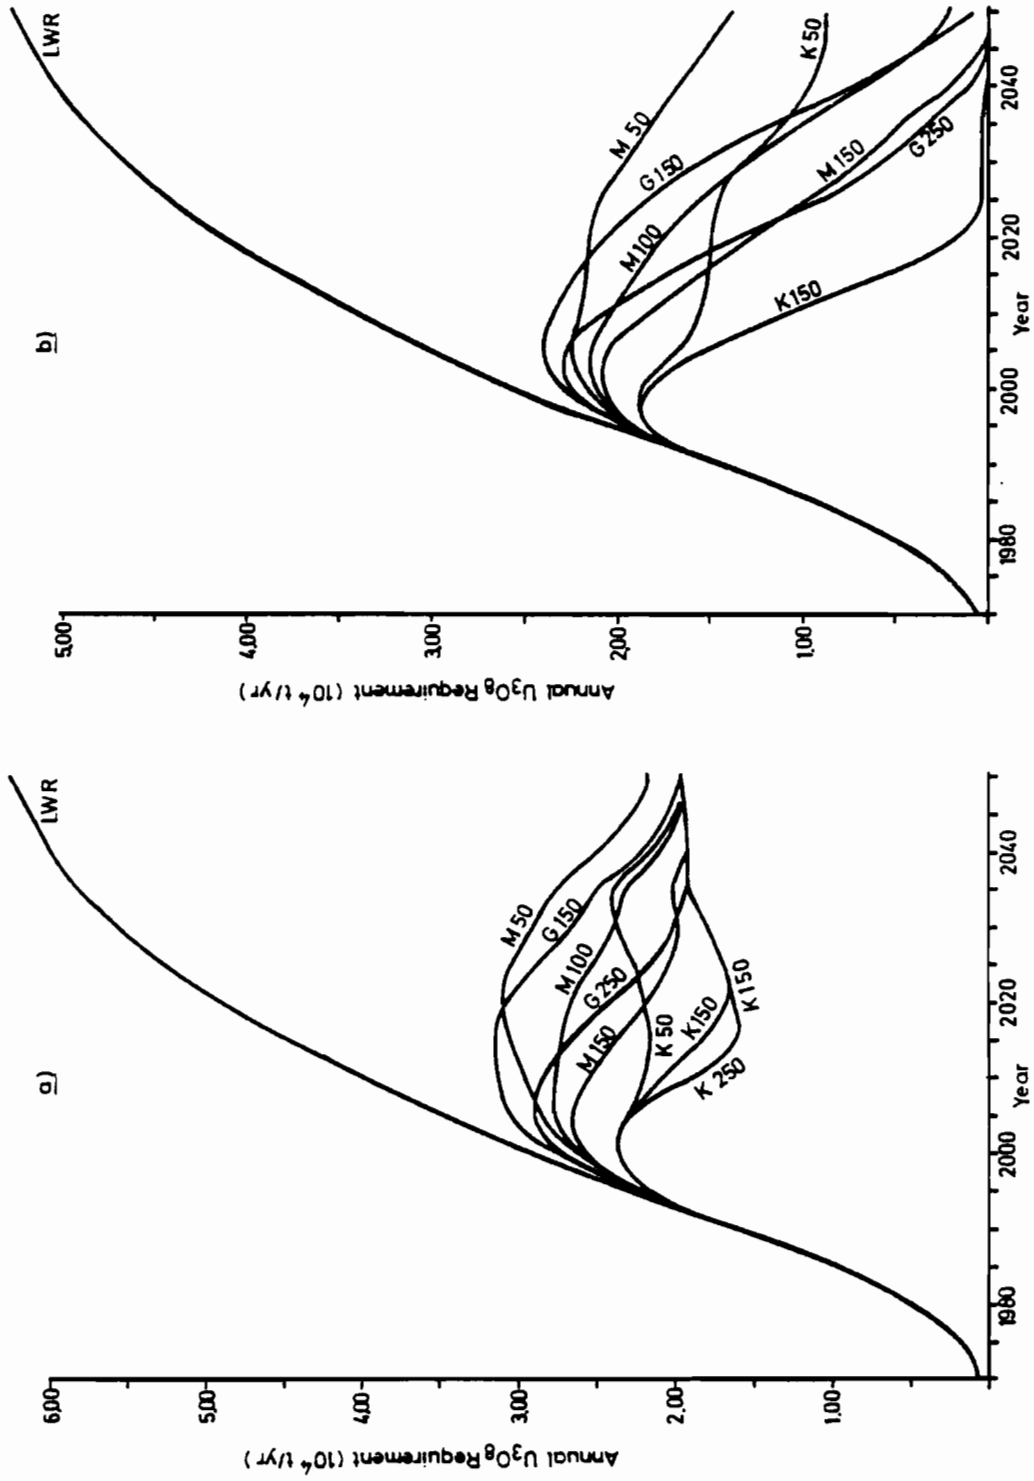 a)
Annual U₃O₈ Requirement (10⁴ t/yr)
6,00
5,00
4,00
3.00
2.00
1.00
1980
2000
2020
2040
Year
LWR
M 50
G 150
M 100
G 250
M 150
K 50
K 150
K 150
K 250
b)
Annual U₃O₈ Requirement (10⁴ t/yr)
5,00
4,00
3.00
2,00
1.00
1980
2000
2020
2040
Year
LWR
M 50
K 50
G 150
M 100
M 150
G 250
K 150